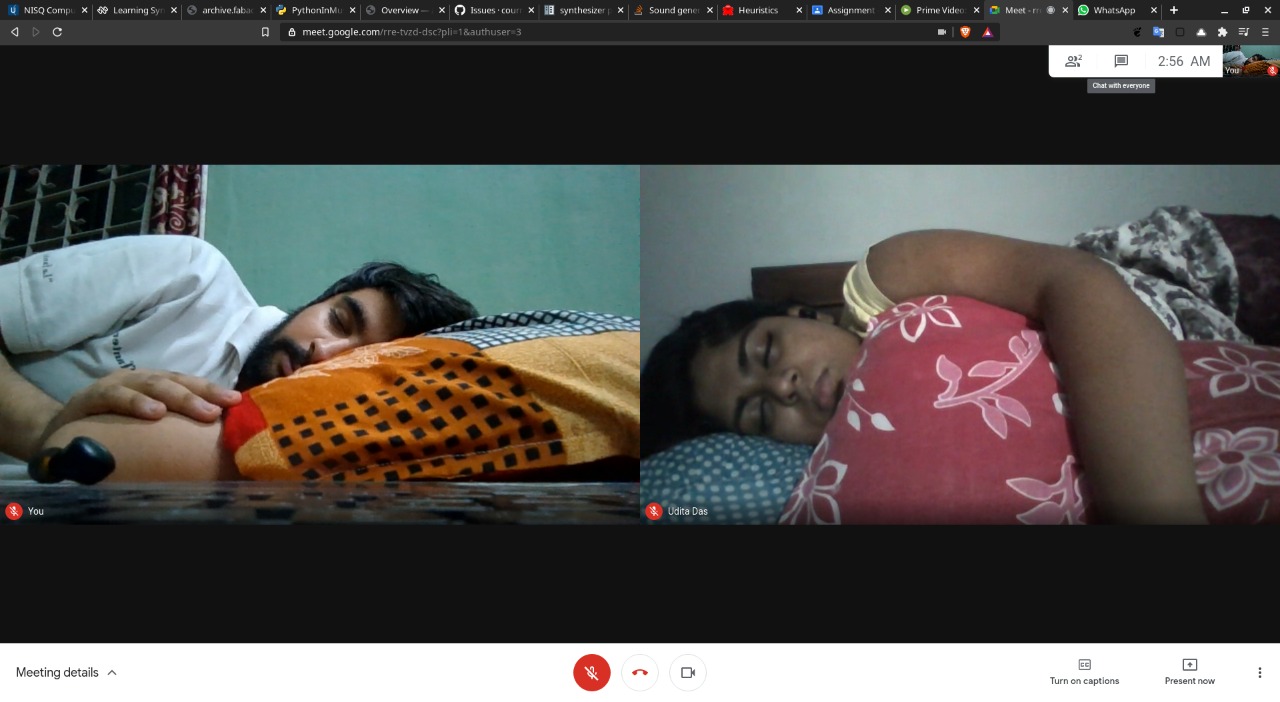 NISQ Compu
Learning Syn
archive.faba
PythonInMu
Overview —
Issues · cour
synthesizer p
Sound gener
Heuristics
Assignment
Prime Video:
Meet - rr
WhatsApp
meet.google.com/rre-tvzd-dsc?pli=1&authuser=3
2
2:56 AM
You
Chat with everyone
You
Udita Das
Meeting details
Turn on captions
Present now